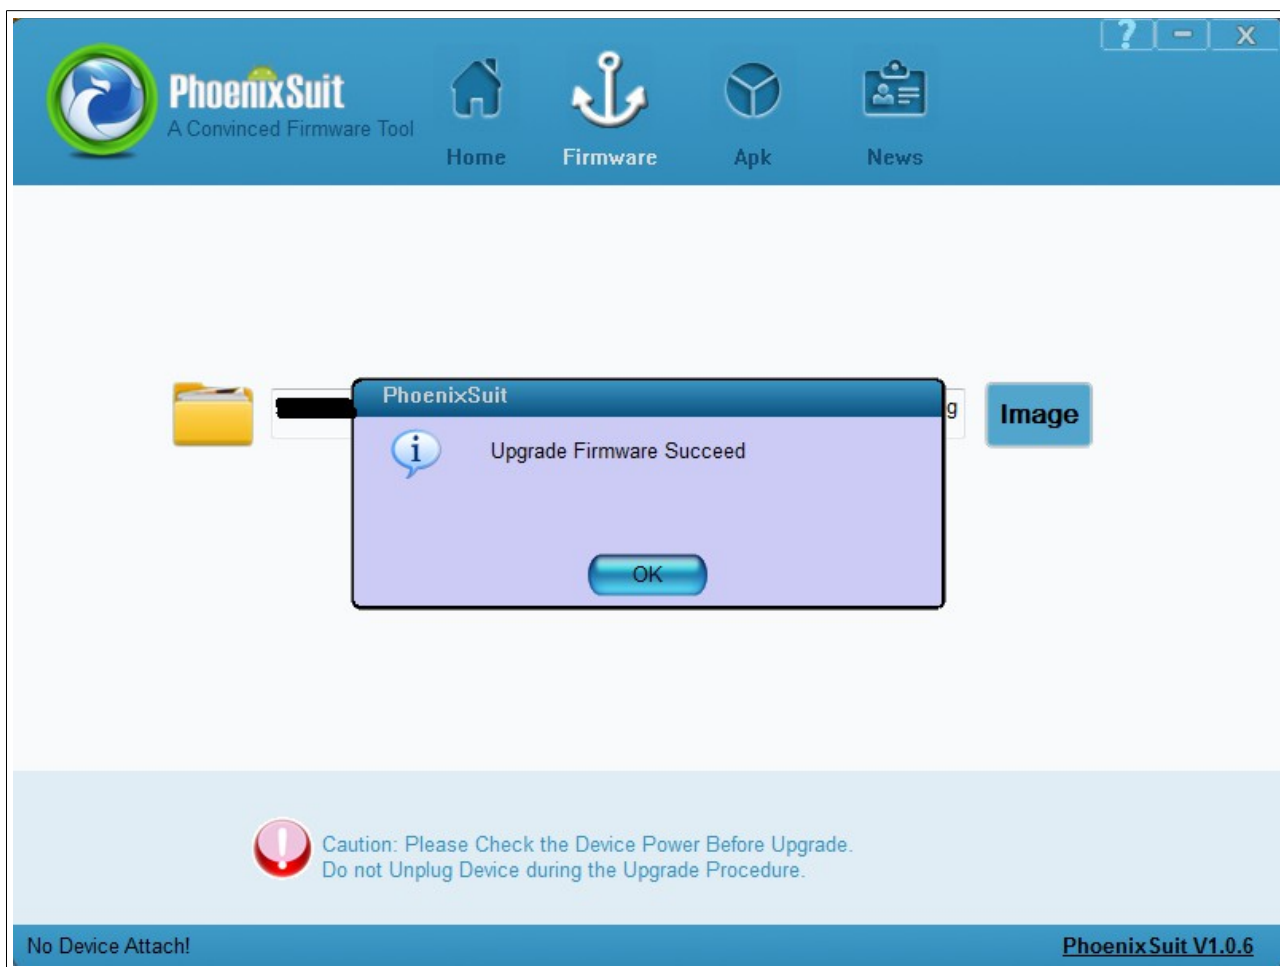 ? - X
PhoenixSuit
A Convinced Firmware Tool
Home Firmware Apk News
PhoenixSuit
g
Image
i
Upgrade Firmware Succeed
OK
!
Caution: Please Check the Device Power Before Upgrade.
Do not Unplug Device during the Upgrade Procedure.
No Device Attach!
PhoenixSuit V1.0.6